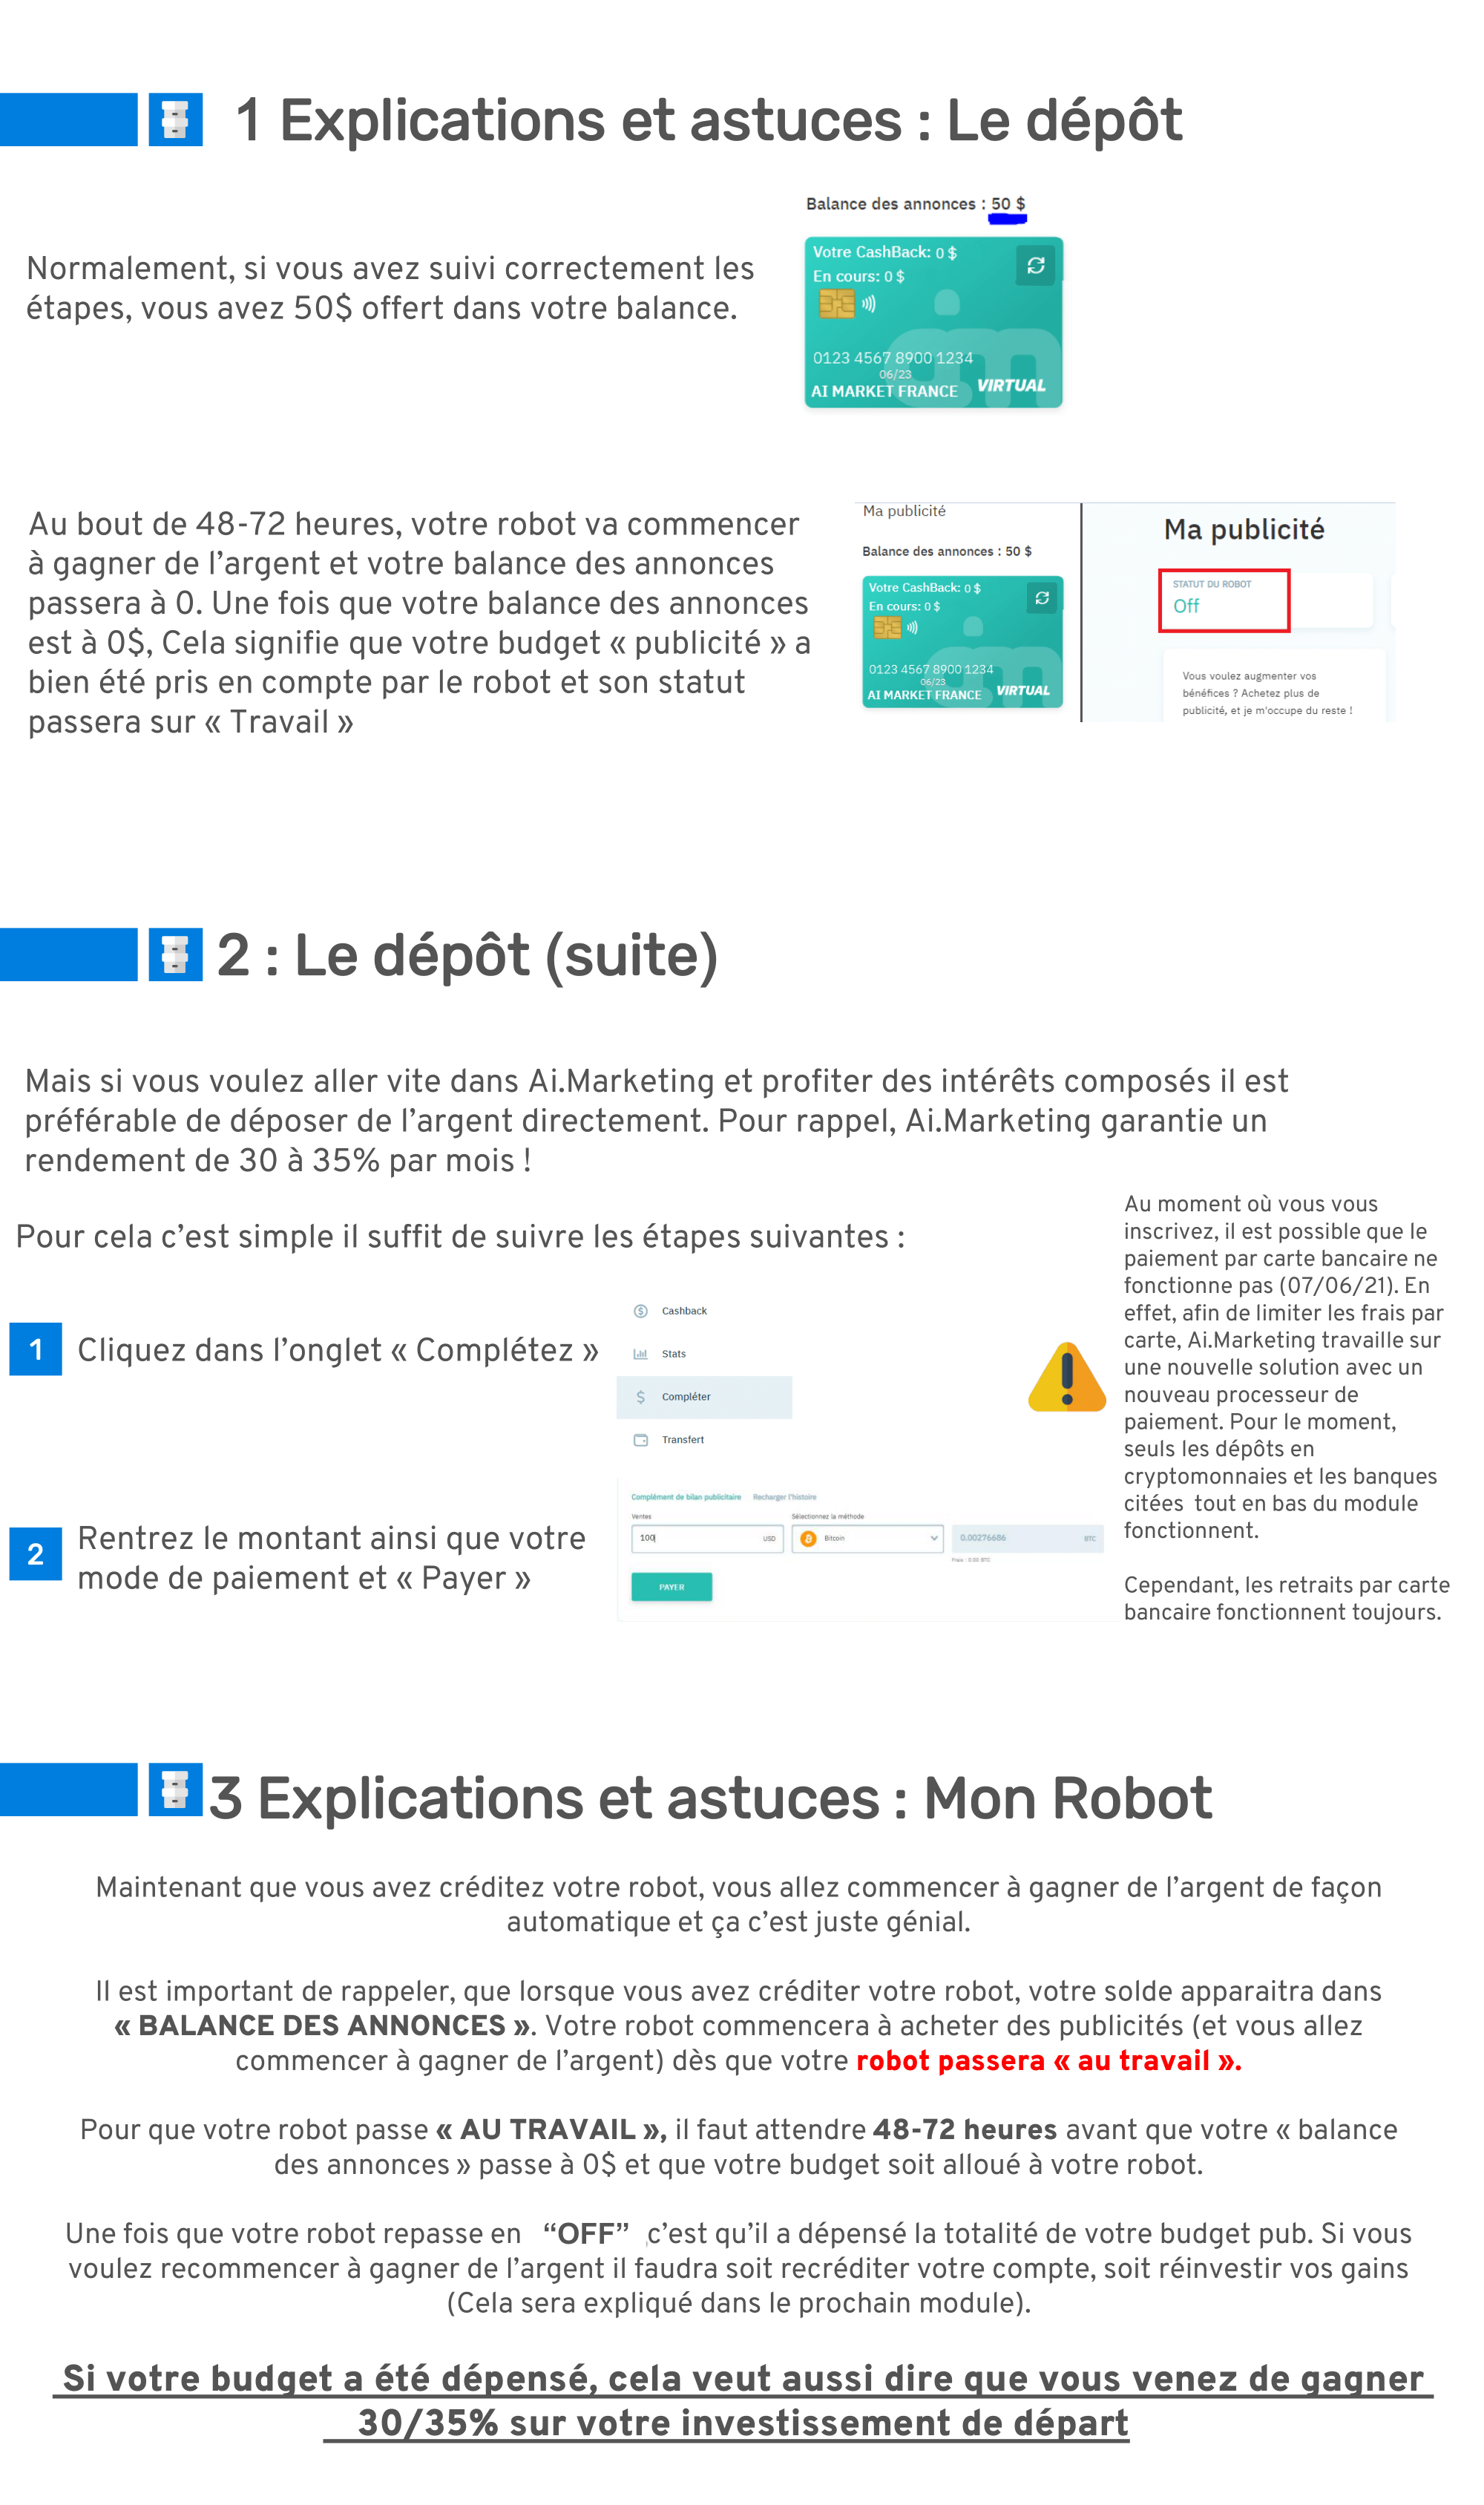 1 Explications et astuces : Le dépôt
Balance des annonces : 50 $
Normalement, si vous avez suivi correctement les
étapes, vous avez 50$ offert dans votre balance.
Votre CashBack: 0 $
En cours: 0 $
0123 4567 8900 1234
06/23
AI MARKET FRANCE
VIRTUAL
Au bout de 48-72 heures, votre robot va commencer
à gagner de l’argent et votre balance des annonces
passera à 0. Une fois que votre balance des annonces
est à 0$, Cela signifie que votre budget « publicité » a
bien été pris en compte par le robot et son statut
passera sur « Travail »
Ma publicité
Balance des annonces : 50 $
Votre CashBack: 0 $
En cours: 0 $
0123 4567 8900 1234
06/23
AI MARKET FRANCE
VIRTUAL
Ma publicité
STATUT DU ROBOT
Off
Vous voulez augmenter vos
bénéfices ? Achetez plus de
publicité, et je m'occupe du reste !
2 : Le dépôt (suite)
Mais si vous voulez aller vite dans Ai.Marketing et profiter des intérêts composés il est
préférable de déposer de l’argent directement. Pour rappel, Ai.Marketing garantie un
rendement de 30 à 35% par mois !
Pour cela c’est simple il suffit de suivre les étapes suivantes :
1
Cliquez dans l’onglet « Complétez »
Cashback
Stats
Compléter
Transfert
2
Rentrez le montant ainsi que votre
mode de paiement et « Payer »
Complément de bilan publicitaire
Recharger l'histoire
Ventes
Sélectionnez la méthode
100
USD
Bitcoin
0.00276686
BTC
Frais : 0.00 BTC
PAYER
Au moment où vous vous
inscrivez, il est possible que le
paiement par carte bancaire ne
fonctionne pas (07/06/21). En
effet, afin de limiter les frais par
carte, Ai.Marketing travaille sur
une nouvelle solution avec un
nouveau processeur de
paiement. Pour le moment,
seuls les dépôts en
cryptomonnaies et les banques
citées tout en bas du module
fonctionnent.
Cependant, les retraits par carte
bancaire fonctionnent toujours.
3 Explications et astuces : Mon Robot
Maintenant que vous avez créditez votre robot, vous allez commencer à gagner de l’argent de façon
automatique et ça c’est juste génial.
Il est important de rappeler, que lorsque vous avez créditer votre robot, votre solde apparaitra dans
« BALANCE DES ANNONCES ». Votre robot commencera à acheter des publicités (et vous allez
commencer à gagner de l’argent) dès que votre robot passera « au travail ».
Pour que votre robot passe « AU TRAVAIL », il faut attendre 48-72 heures avant que votre « balance
des annonces » passe à 0$ et que votre budget soit alloué à votre robot.
Une fois que votre robot repasse en “OFF” ,c’est qu’il a dépensé la totalité de votre budget pub. Si vous
voulez recommencer à gagner de l’argent il faudra soit recréditer votre compte, soit réinvestir vos gains
(Cela sera expliqué dans le prochain module).
Si votre budget a été dépensé, cela veut aussi dire que vous venez de gagner
30/35% sur votre investissement de départ